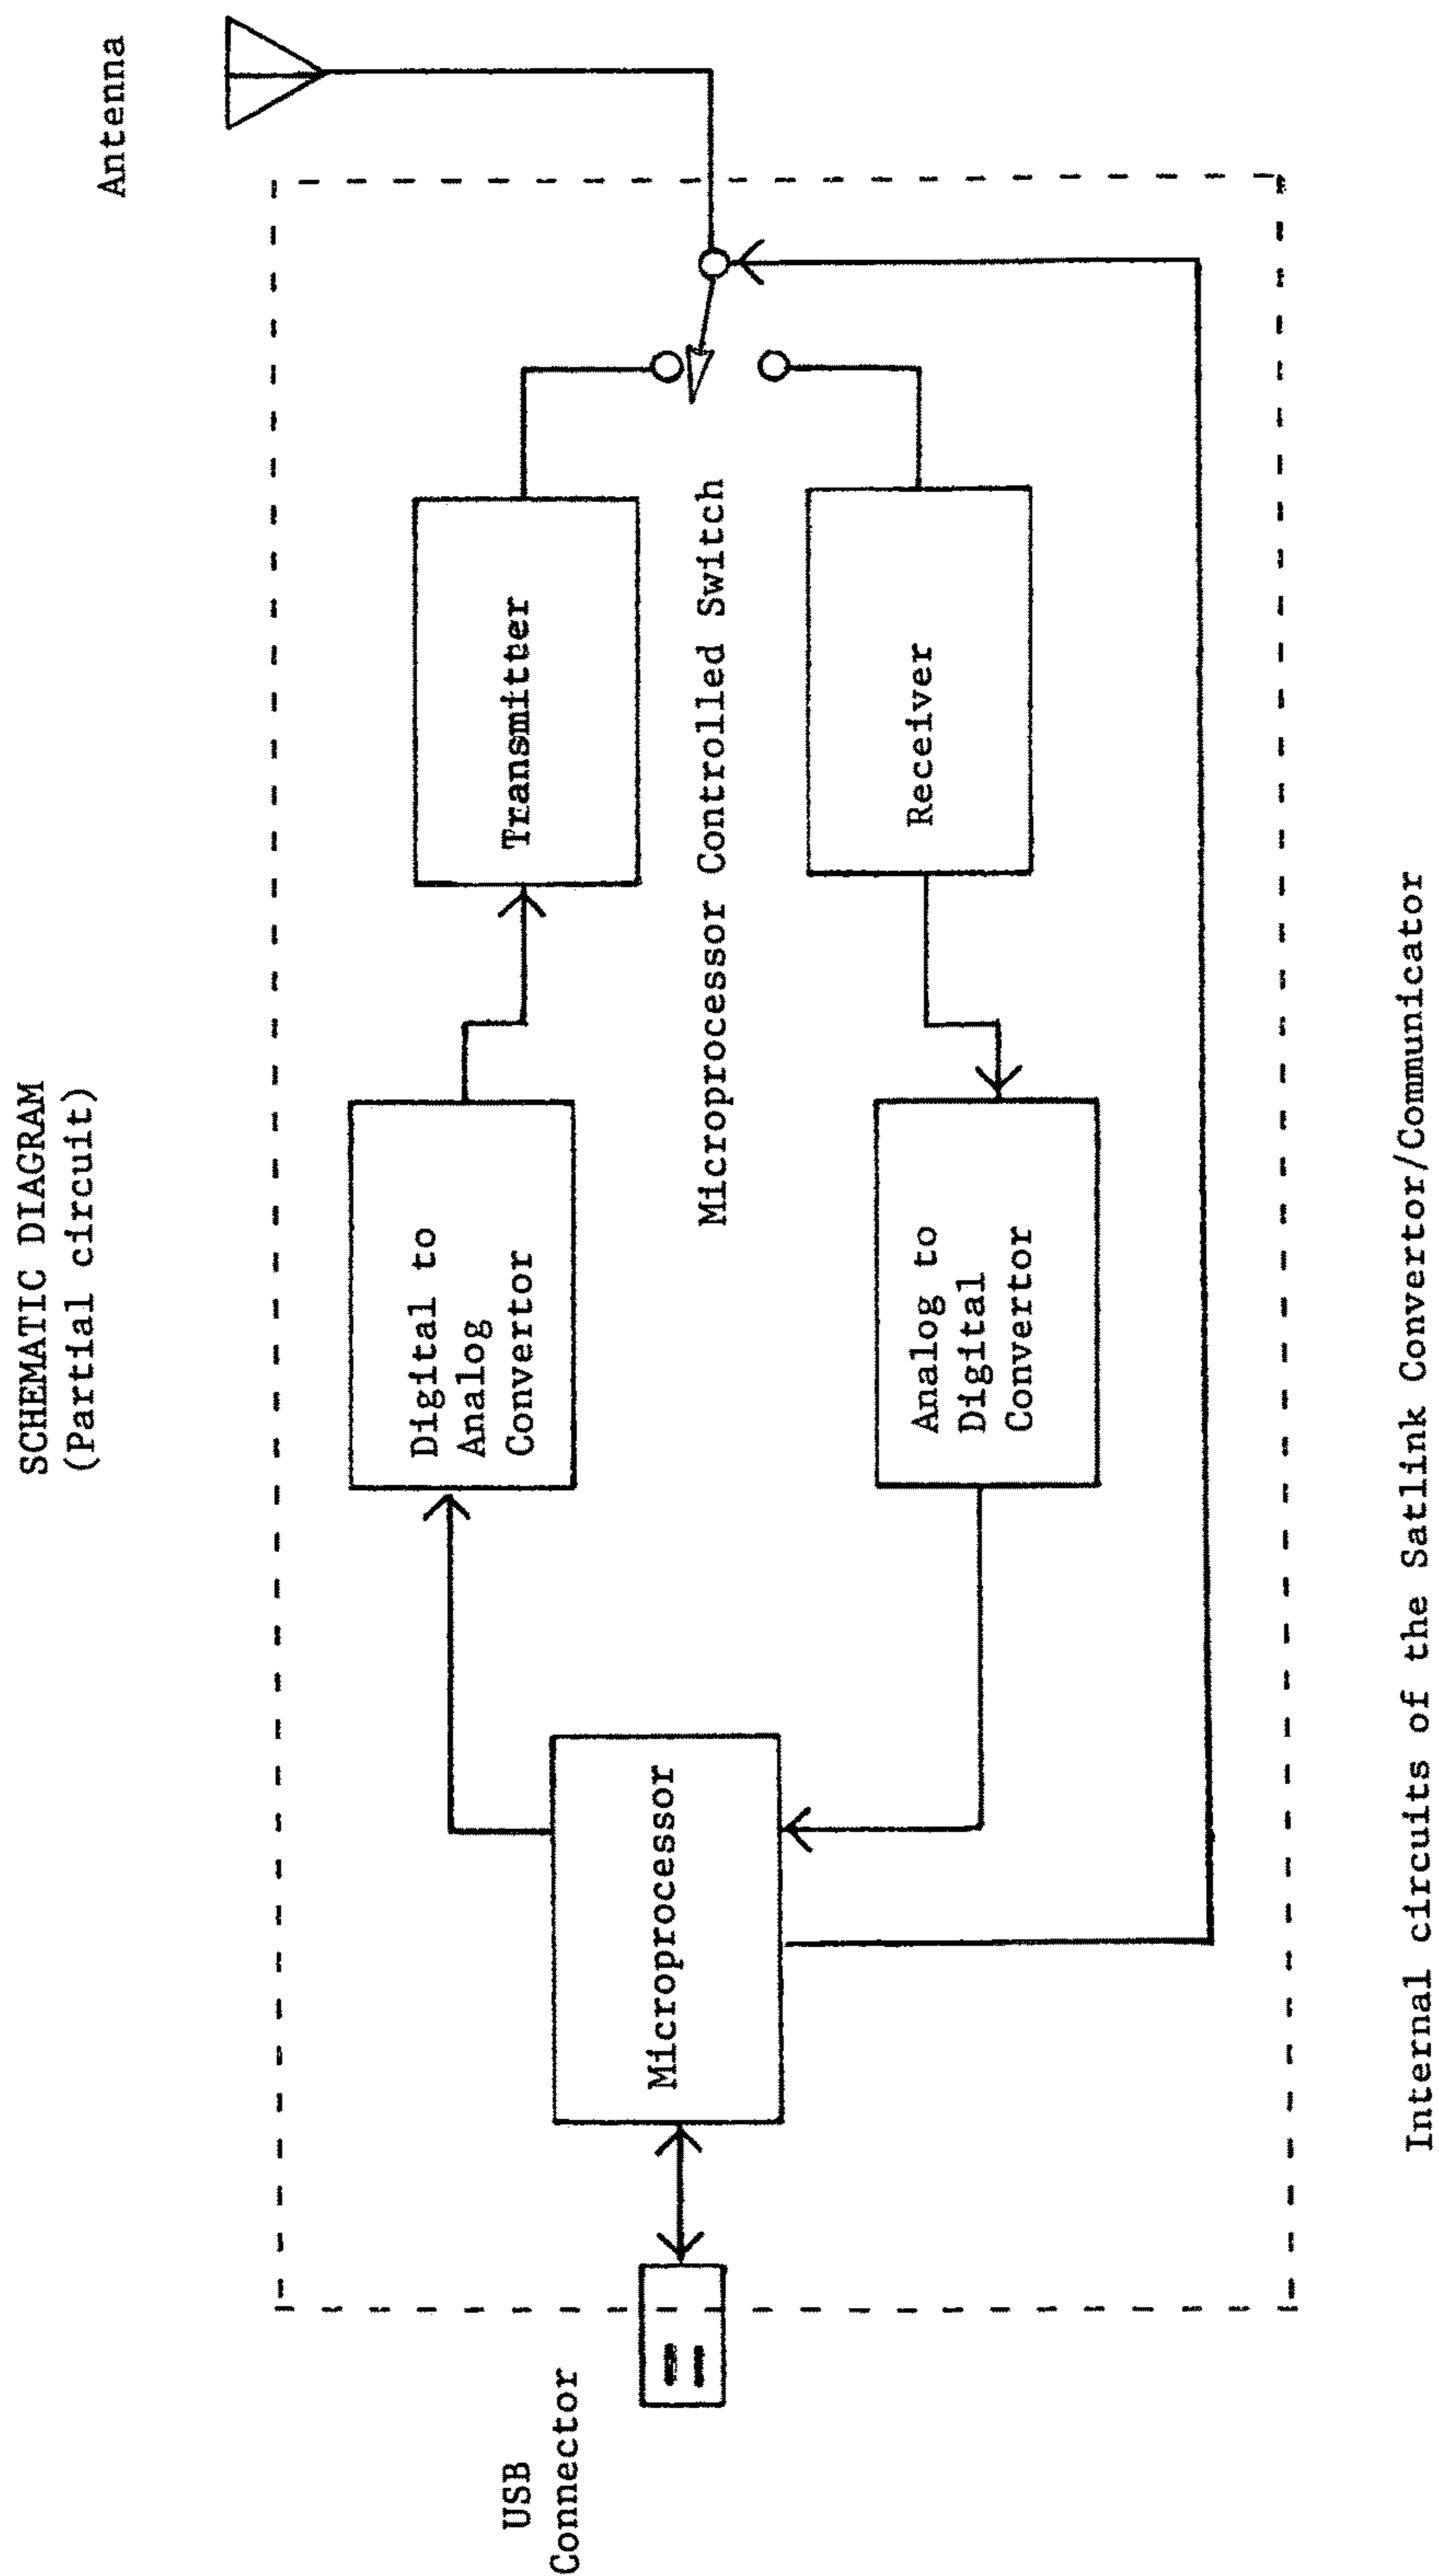 SCHEMATIC DIAGRAM
(Partial circuit)
Antenna
USB
Connector
Microprocessor
Digital to
Analog
Convertor
Transmitter
Microprocessor Controlled Switch
Analog to
Digital
Convertor
Receiver
Internal circuits of the Satlink Convertor/Communicator